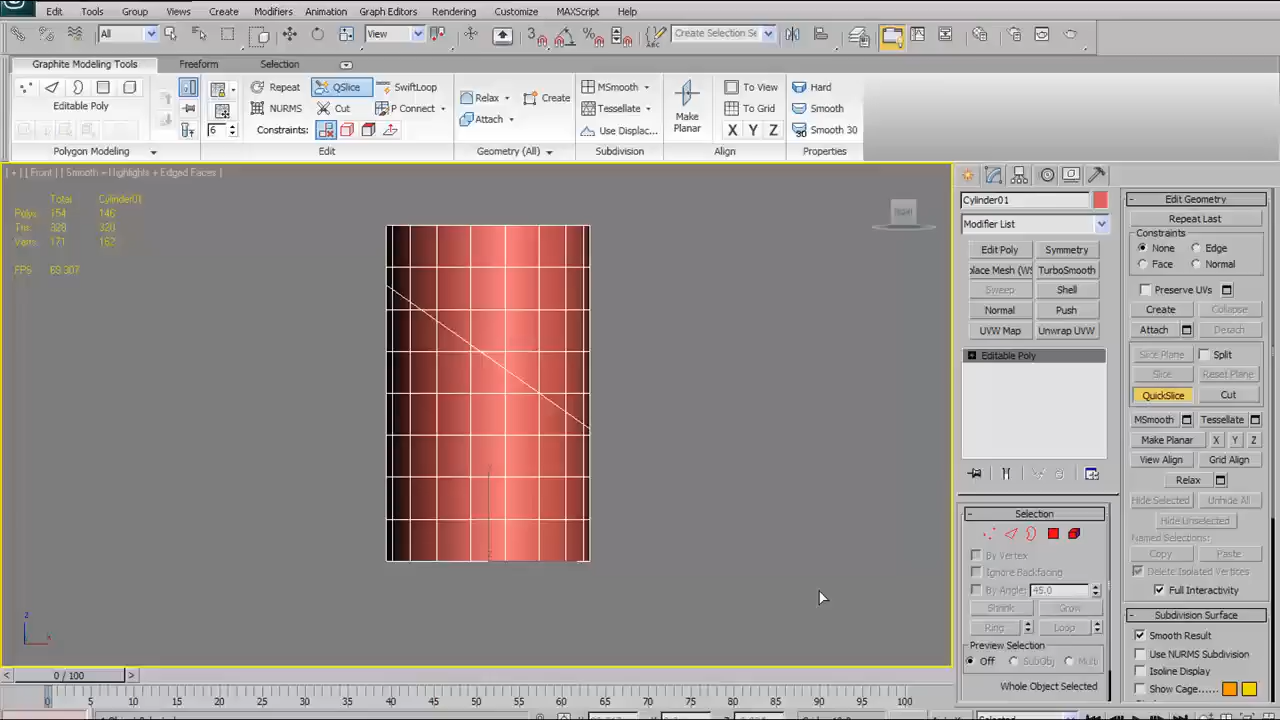 Edit Tools Group Views Create Modifiers Animation Graph Editors Rendering Customize MAXScript Help
All View Create Selection Se
Graphite Modeling Tools Freeform Selection
Repeat QSlice SwiftLoop Relax Create MSmooth To View Hard
Editable Poly NURMS Cut P Connect Attach Tessellate Make Planar To Grid Smooth
6 Constraints: Use Displac... X Y Z Smooth 30
Polygon Modeling Edit Geometry (All) Subdivision Align Properties
[ + ] [ Front ] [ Smooth + Highlights + Edged Faces ]
Total Cylinder01
Polys: 154 146
Tris: 328 320
Verts: 171 162
FPS: 69.307
Cylinder01
Modifier List
Edit Poly Symmetry
place Mesh (WS TurboSmooth
Sweep Shell
Normal Push
UVW Map Unwrap UVW
Editable Poly
- Selection
By Vertex
Ignore Backfacing
By Angle: 45.0
Shrink Grow
Ring Loop
Preview Selection
Off SubObj Multi
Whole Object Selected
- Edit Geometry
Repeat Last
Constraints
None Edge
Face Normal
Preserve UVs
Create Collapse
Attach Detach
Slice Plane Split
Slice Reset Plane
QuickSlice Cut
MSmooth Tessellate
Make Planar X Y Z
View Align Grid Align
Relax
Hide Selected Unhide All
Hide Unselected
Named Selections:
Copy Paste
Delete Isolated Vertices
Full Interactivity
- Subdivision Surface
Smooth Result
Use NURMS Subdivision
Isoline Display
Show Cage......
< 0 / 100 >
0 5 10 15 20 25 30 35 40 45 50 55 60 65 70 75 80 85 90 95 100